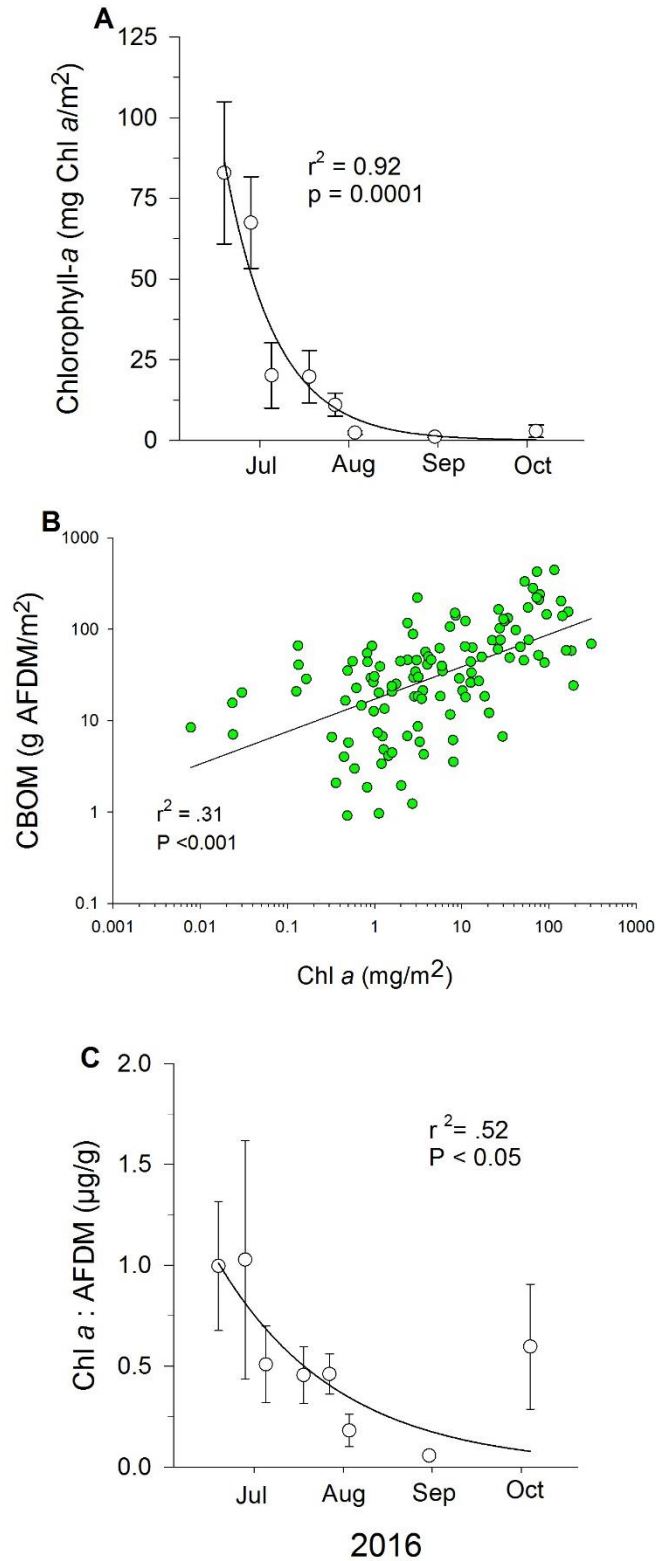 A
125
100
75
50
25
0
Chlorophyll-a (mg Chl a/m²)
r² = 0.92
p = 0.0001
Jul Aug Sep Oct
B
1000
100
10
1
0.1
CBOM (g AFDM/m²)
r² = .31
P <0.001
0.001 0.01 0.1 1 10 100 1000
Chl a (mg/m²)
C
2.0
1.5
1.0
0.5
0.0
Chl a : AFDM (µg/g)
r ²= .52
P < 0.05
Jul Aug Sep Oct
2016